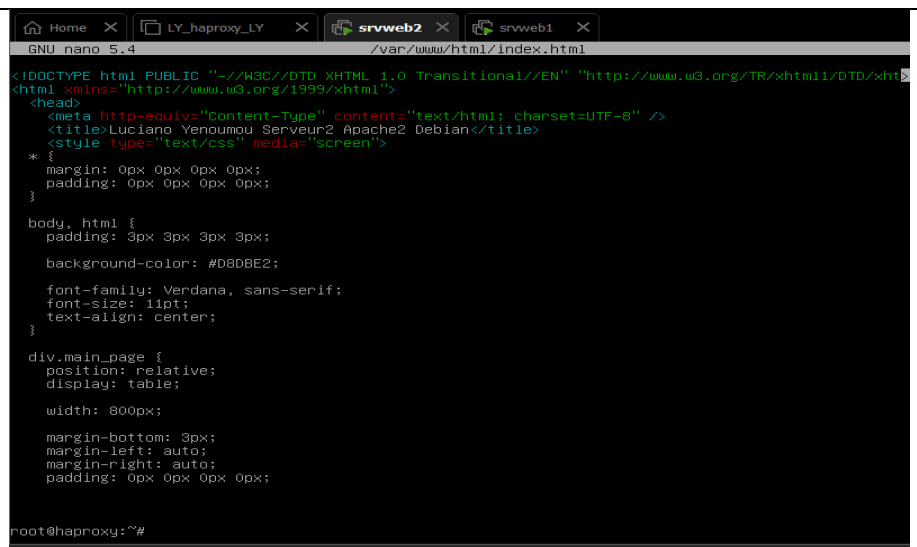 Home × LY_haproxy_LY × srvweb2 × srvweb1 ×
GNU nano 5.4 /var/www/html/index.html
<!DOCTYPE html PUBLIC "-//W3C//DTD XHTML 1.0 Transitional//EN" "http://www.w3.org/TR/xhtml1/DTD/xht>
<html xmlns="http://www.w3.org/1999/xhtml">
<head>
<meta http-equiv="Content-Type" content="text/html; charset=UTF-8" />
<title>Luciano Yenoumou Serveur2 Apache2 Debian</title>
<style type="text/css" media="screen">
* {
margin: 0px 0px 0px 0px;
padding: 0px 0px 0px 0px;
}
body, html {
padding: 3px 3px 3px 3px;
background-color: #D8DBE2;
font-family: Verdana, sans-serif;
font-size: 11pt;
text-align: center;
}
div.main_page {
position: relative;
display: table;
width: 800px;
margin-bottom: 3px;
margin-left: auto;
margin-right: auto;
padding: 0px 0px 0px 0px;
root@haproxy:~#